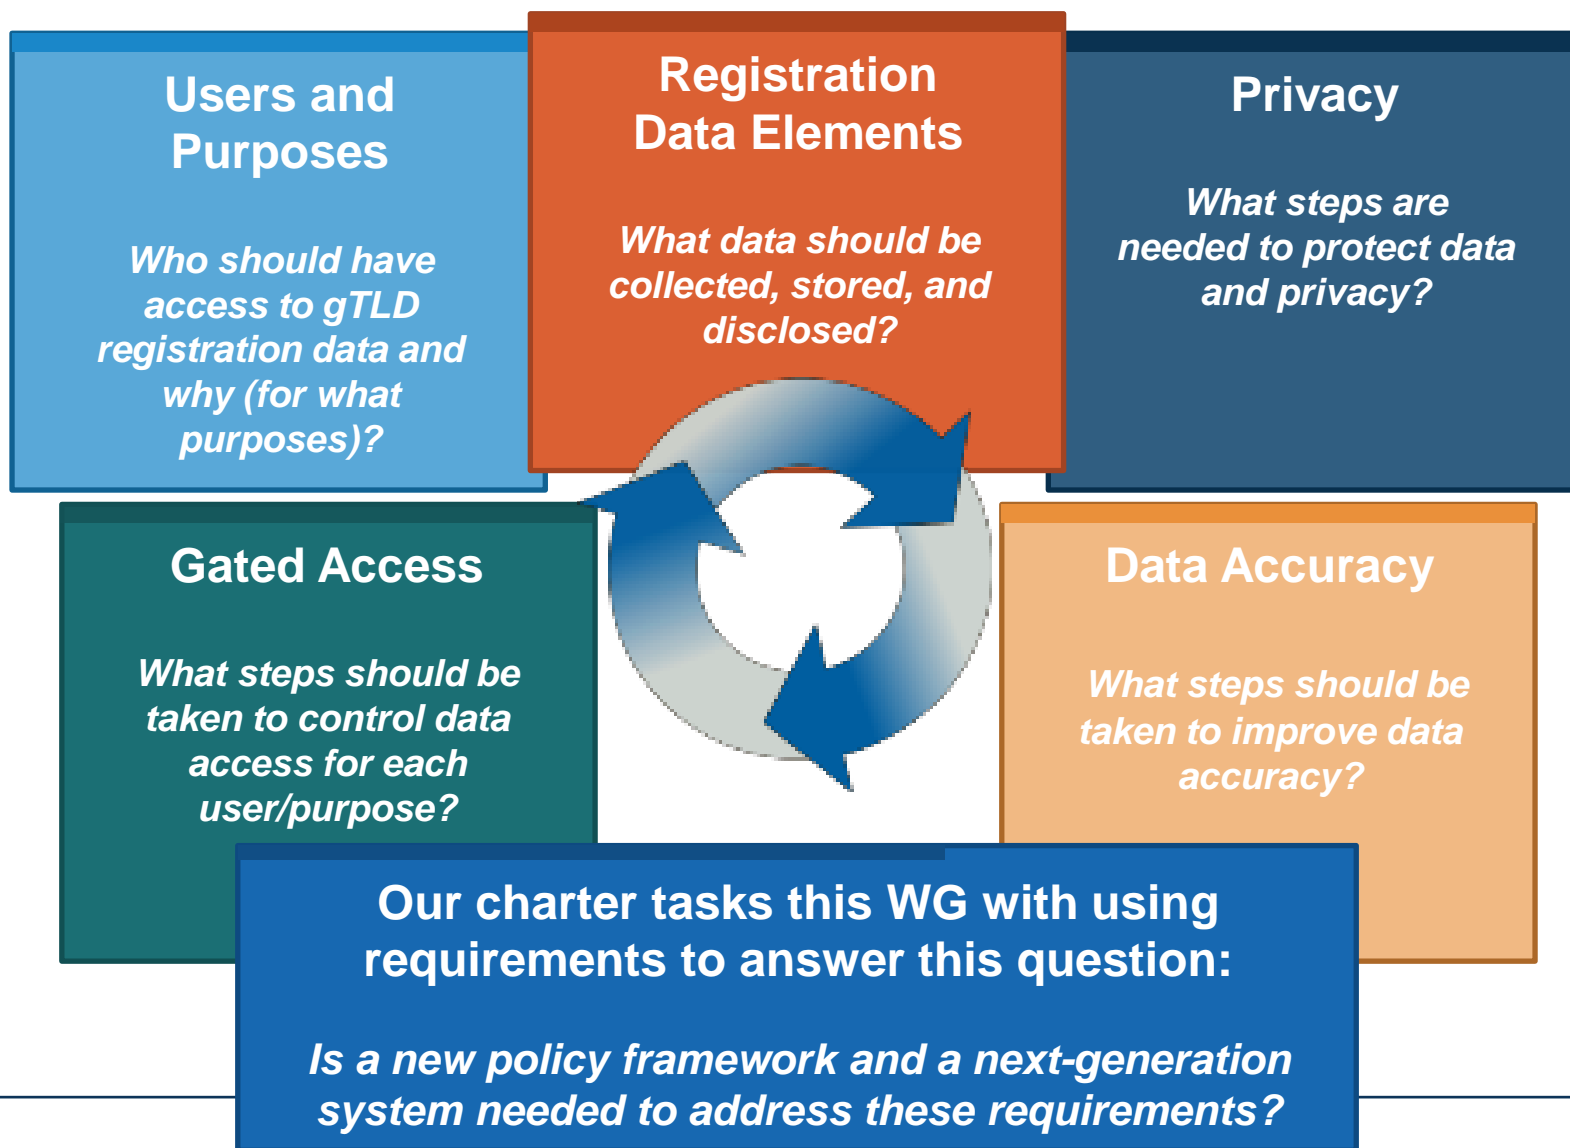 Users and
Purposes
Who should have
access to gTLD
registration data and
why (for what
purposes)?
Registration
Data Elements
What data should be
collected, stored, and
disclosed?
Privacy
What steps are
needed to protect data
and privacy?
Gated Access
What steps should be
taken to control data
access for each
user/purpose?
Data Accuracy
What steps should be
taken to improve data
accuracy?
Our charter tasks this WG with using
requirements to answer this question:
Is a new policy framework and a next-generation
system needed to address these requirements?